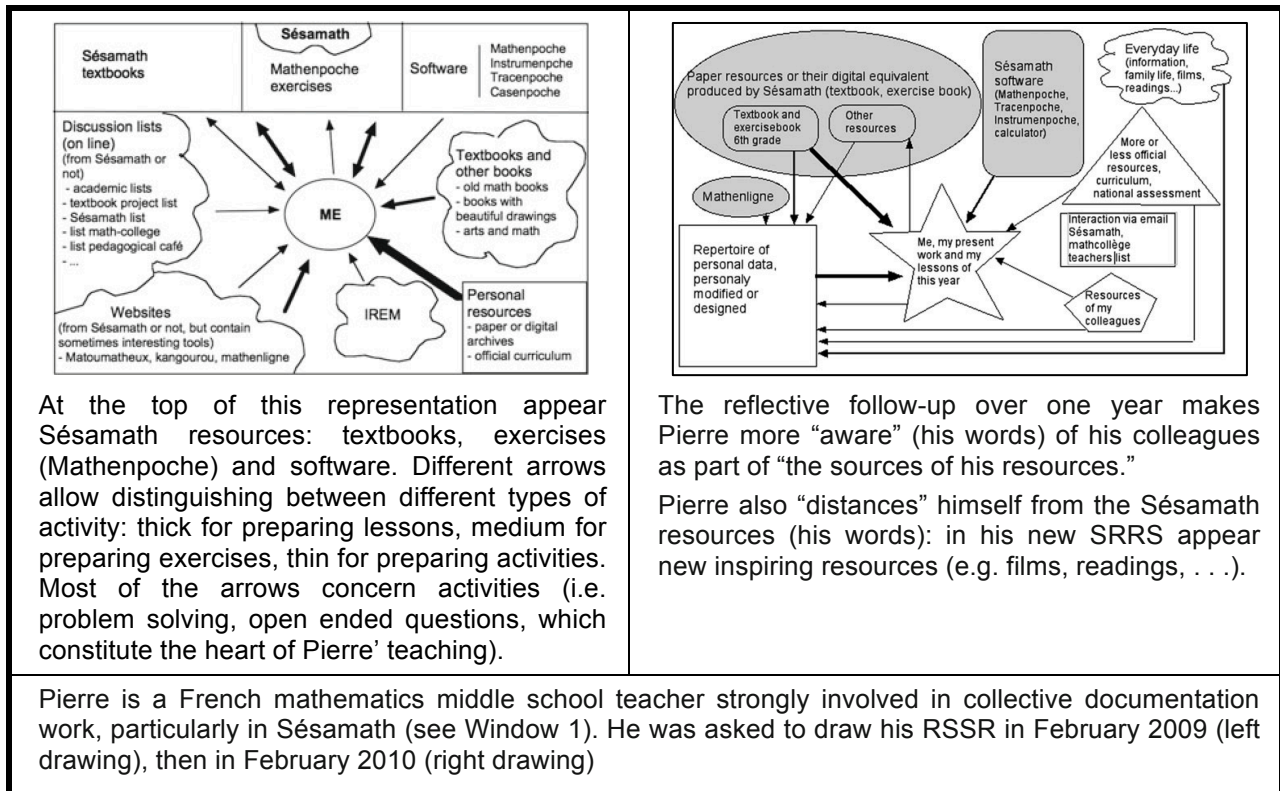 Sésamath
Sésamath
textbooks
Mathenpoche
exercises
Software
Mathenpoche
Instrumenpche
Tracenpoche
Casenpoche
Discussion lists
(on line)
(from Sésamath or
not)
- academic lists
- textbook project list
- Sésamath list
- list math-college
- list pedagogical café
- ...
Textbooks and
other books
- old math books
- books with
beautiful drawings
- arts and math
ME
Websites
(from Sésamath or not, but contain
sometimes interesting tools)
- Matoumatheux, kangourou, mathenligne
IREM
Personal
resources
- paper or digital
archives
- official curriculum
At the top of this representation appear
Sésamath resources: textbooks, exercises
(Mathenpoche) and software. Different arrows
allow distinguishing between different types of
activity: thick for preparing lessons, medium for
preparing exercises, thin for preparing activities.
Most of the arrows concern activities (i.e.
problem solving, open ended questions, which
constitute the heart of Pierre’ teaching).
Paper resources or their digital equivalent
produced by Sésamath (textbook, exercise book)
Textbook and
exercisebook
6th grade
Other
resources
Sésamath
software
(Mathenpoche,
Tracenpoche,
Instrumenpoche,
calculator)
Everyday life
(information,
family life, films,
readings...)
More or
less official
resources,
curriculum,
national assessment
Mathenligne
Interaction via email
Sésamath,
mathcollège
teachers list
Repertoire of
personal data,
personaly
modified or
designed
Me, my present
work and my
lessons of
this year
Resources
of my
colleagues
The reflective follow-up over one year makes
Pierre more “aware” (his words) of his colleagues
as part of “the sources of his resources.”
Pierre also “distances” himself from the Sésamath
resources (his words): in his new SRRS appear
new inspiring resources (e.g. films, readings, . . .).
Pierre is a French mathematics middle school teacher strongly involved in collective documentation
work, particularly in Sésamath (see Window 1). He was asked to draw his RSSR in February 2009 (left
drawing), then in February 2010 (right drawing)